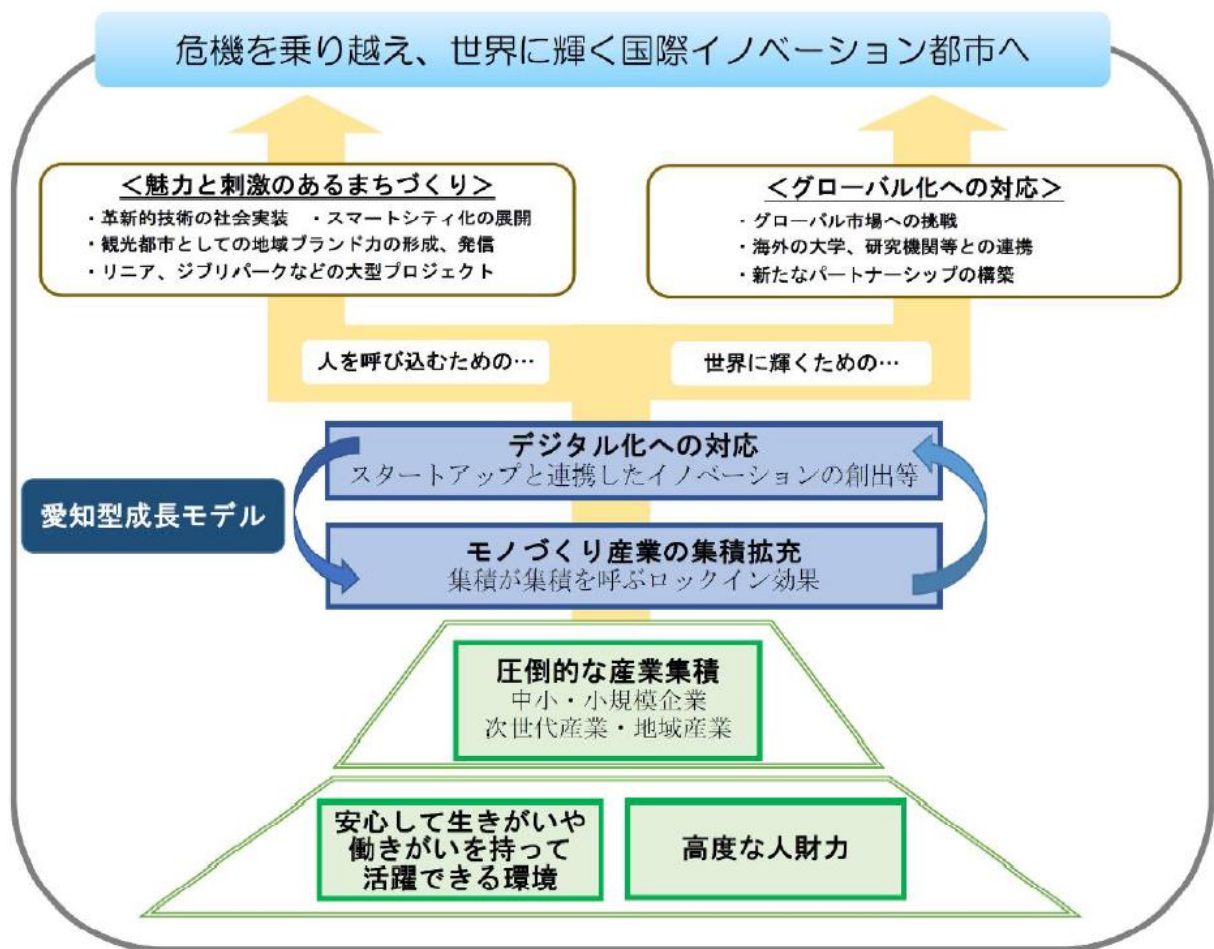 危機を乗り越え、世界に輝く国際イノベーション都市へ
＜魅力と刺激のあるまちづくり＞
・革新的技術の社会実装　・スマートシティ化の展開
・観光都市としての地域ブランド力の形成、発信
・リニア、ジブリパークなどの大型プロジェクト
＜グローバル化への対応＞
・グローバル市場への挑戦
・海外の大学、研究機関等との連携
・新たなパートナーシップの構築
人を呼び込むための…
世界に輝くための…
デジタル化への対応
スタートアップと連携したイノベーションの創出等
愛知型成長モデル
モノづくり産業の集積拡充
集積が集積を呼ぶロックイン効果
圧倒的な産業集積
中小・小規模企業
次世代産業・地域産業
安心して生きがいや
働きがいを持って
活躍できる環境
高度な人財力